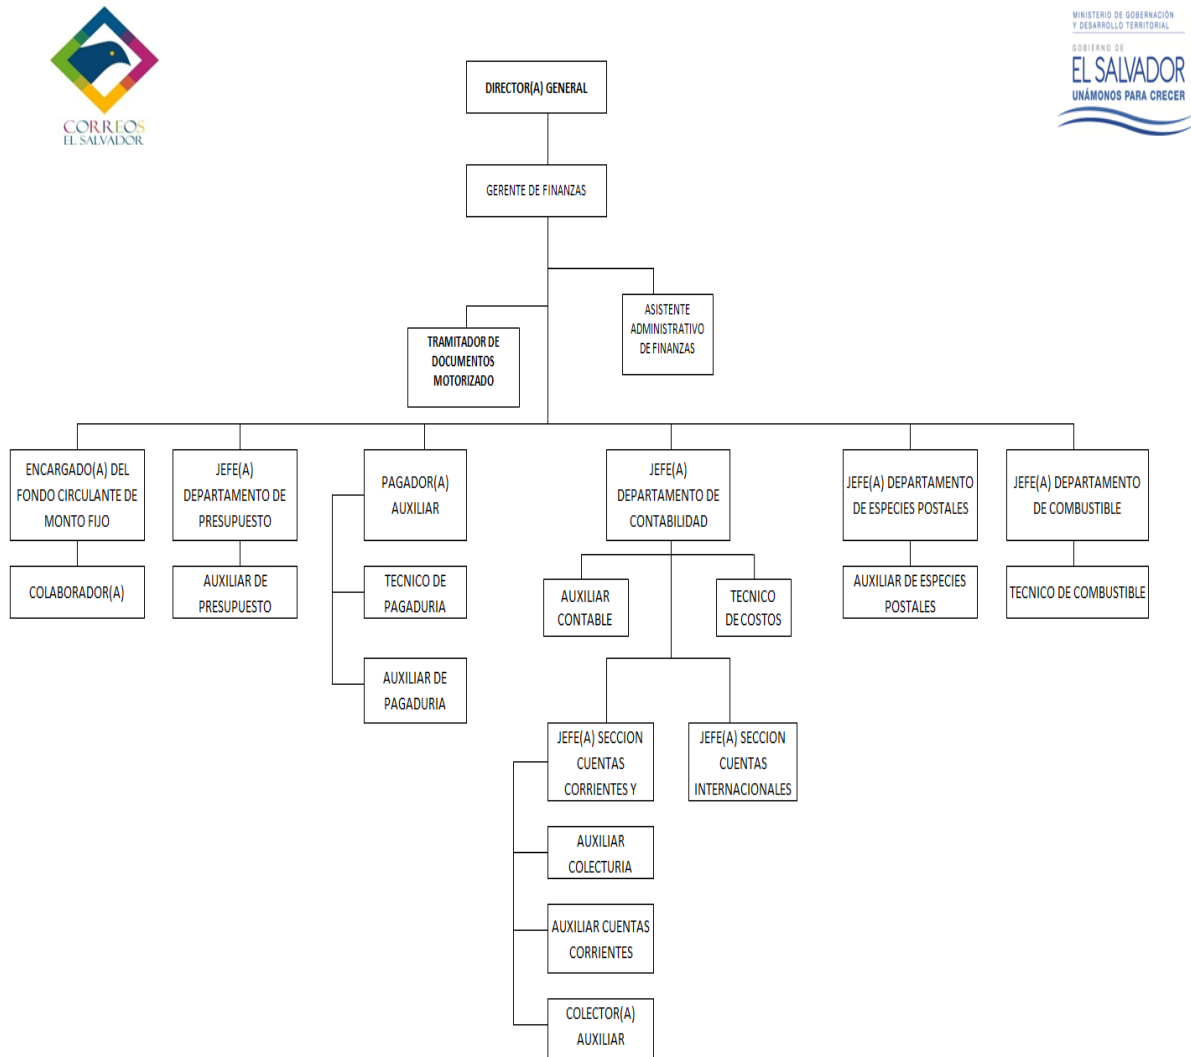 CORREOS
EL SALVADOR
MINISTERIO DE GOBERNACIÓN
Y DESARROLLO TERRITORIAL
GOBIERNO DE
EL SALVADOR
UNÁMONOS PARA CRECER
DIRECTOR(A) GENERAL
GERENTE DE FINANZAS
ASISTENTE
ADMINISTRATIVO
DE FINANZAS
TRAMITADOR DE
DOCUMENTOS
MOTORIZADO
ENCARGADO(A) DEL
FONDO CIRCULANTE DE
MONTO FIJO
JEFE(A)
DEPARTAMENTO DE
PRESUPUESTO
PAGADOR(A)
AUXILIAR
JEFE(A)
DEPARTAMENTO DE
CONTABILIDAD
JEFE(A) DEPARTAMENTO
DE ESPECIES POSTALES
JEFE(A) DEPARTAMENTO
DE COMBUSTIBLE
COLABORADOR(A)
AUXILIAR DE
PRESUPUESTO
TECNICO DE
PAGADURIA
AUXILIAR
CONTABLE
TECNICO
DE COSTOS
AUXILIAR DE ESPECIES
POSTALES
TECNICO DE COMBUSTIBLE
AUXILIAR DE
PAGADURIA
JEFE(A) SECCION
CUENTAS
CORRIENTES Y
JEFE(A) SECCION
CUENTAS
INTERNACIONALES
AUXILIAR
COLECTURIA
AUXILIAR CUENTAS
CORRIENTES
COLECTOR(A)
AUXILIAR